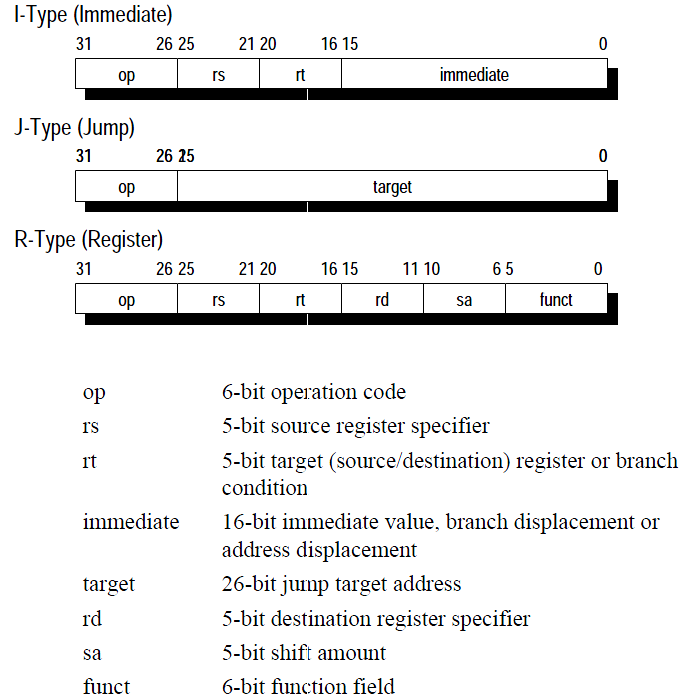 I-Type (Immediate)
31 26 25 21 20 16 15 0
op rs rt immediate
J-Type (Jump)
31 26 25 0
op target
R-Type (Register)
31 26 25 21 20 16 15 11 10 6 5 0
op rs rt rd sa funct
op 6-bit operation code
rs 5-bit source register specifier
rt 5-bit target (source/destination) register or branch
condition
immediate 16-bit immediate value, branch displacement or
address displacement
target 26-bit jump target address
rd 5-bit destination register specifier
sa 5-bit shift amount
funct 6-bit function field